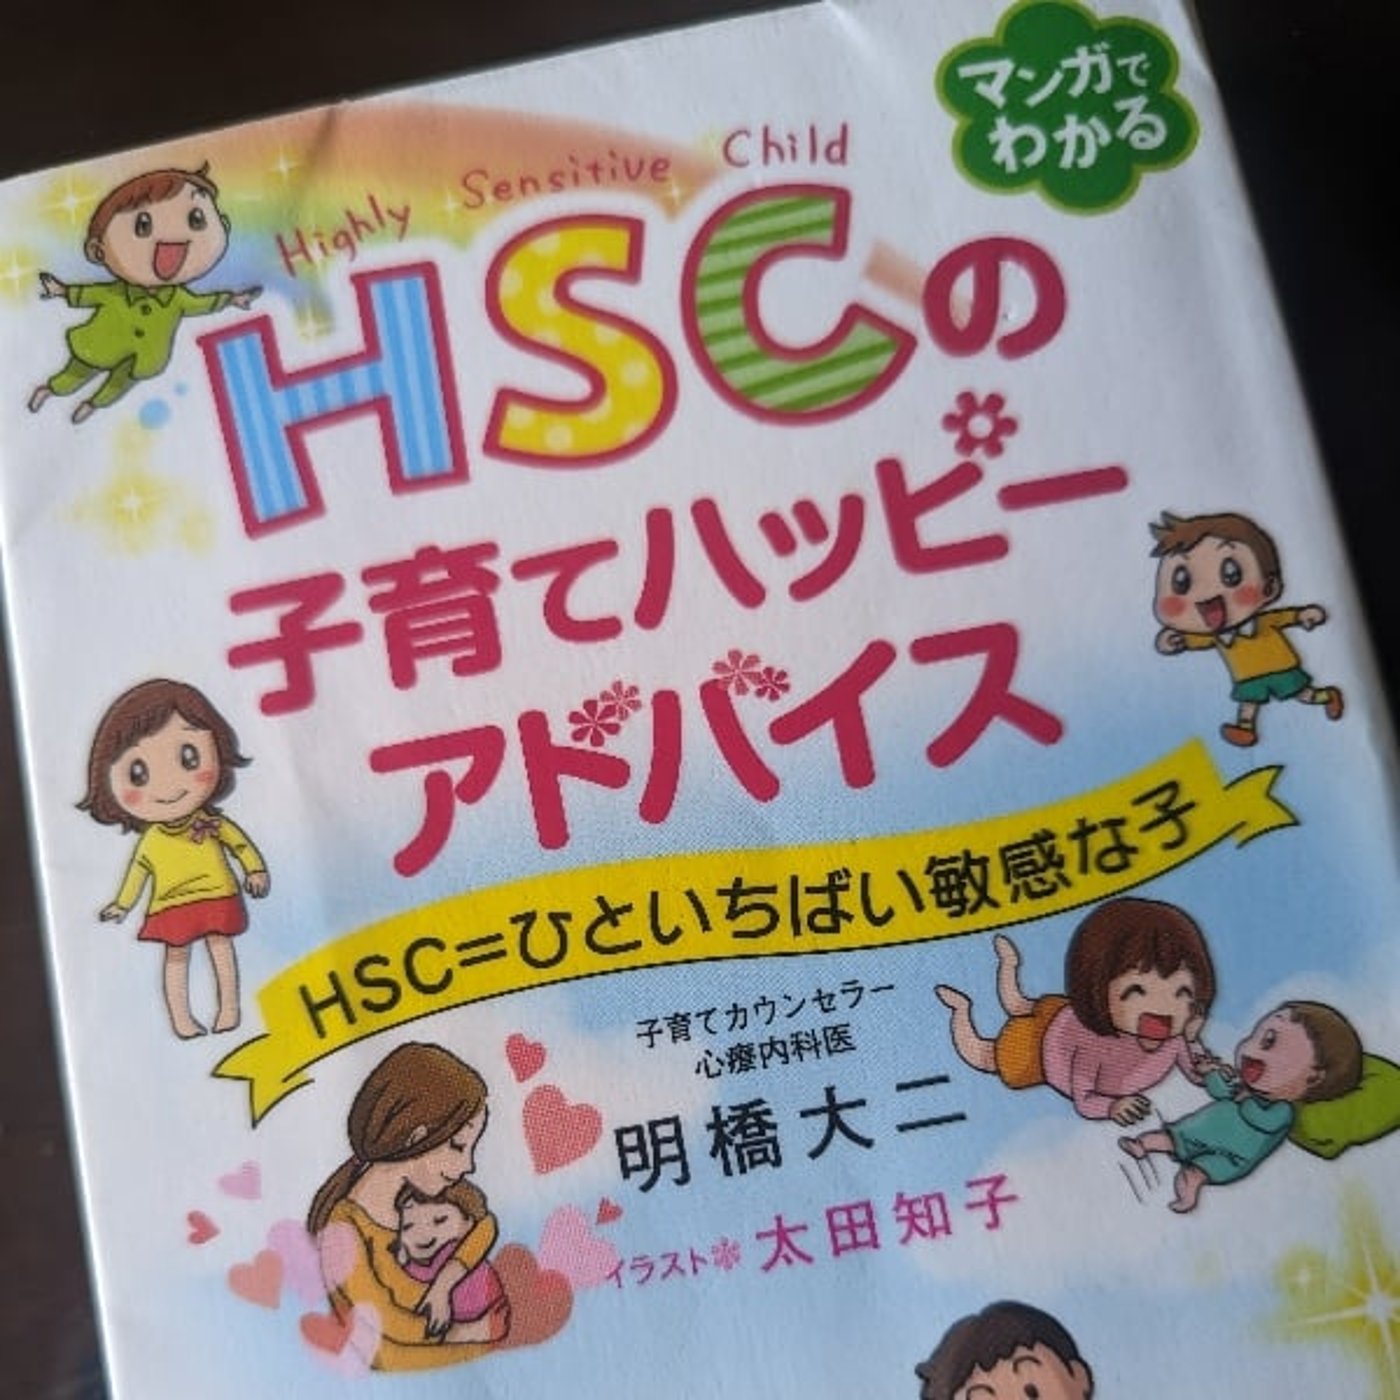 マンガで
わかる
Highly Sensitive Child
HSCの
子育てハッピー
アドバイス
HSC=ひといちばい敏感な子
子育てカウンセラー
心療内科医
明橋大二
イラスト＊太田知子